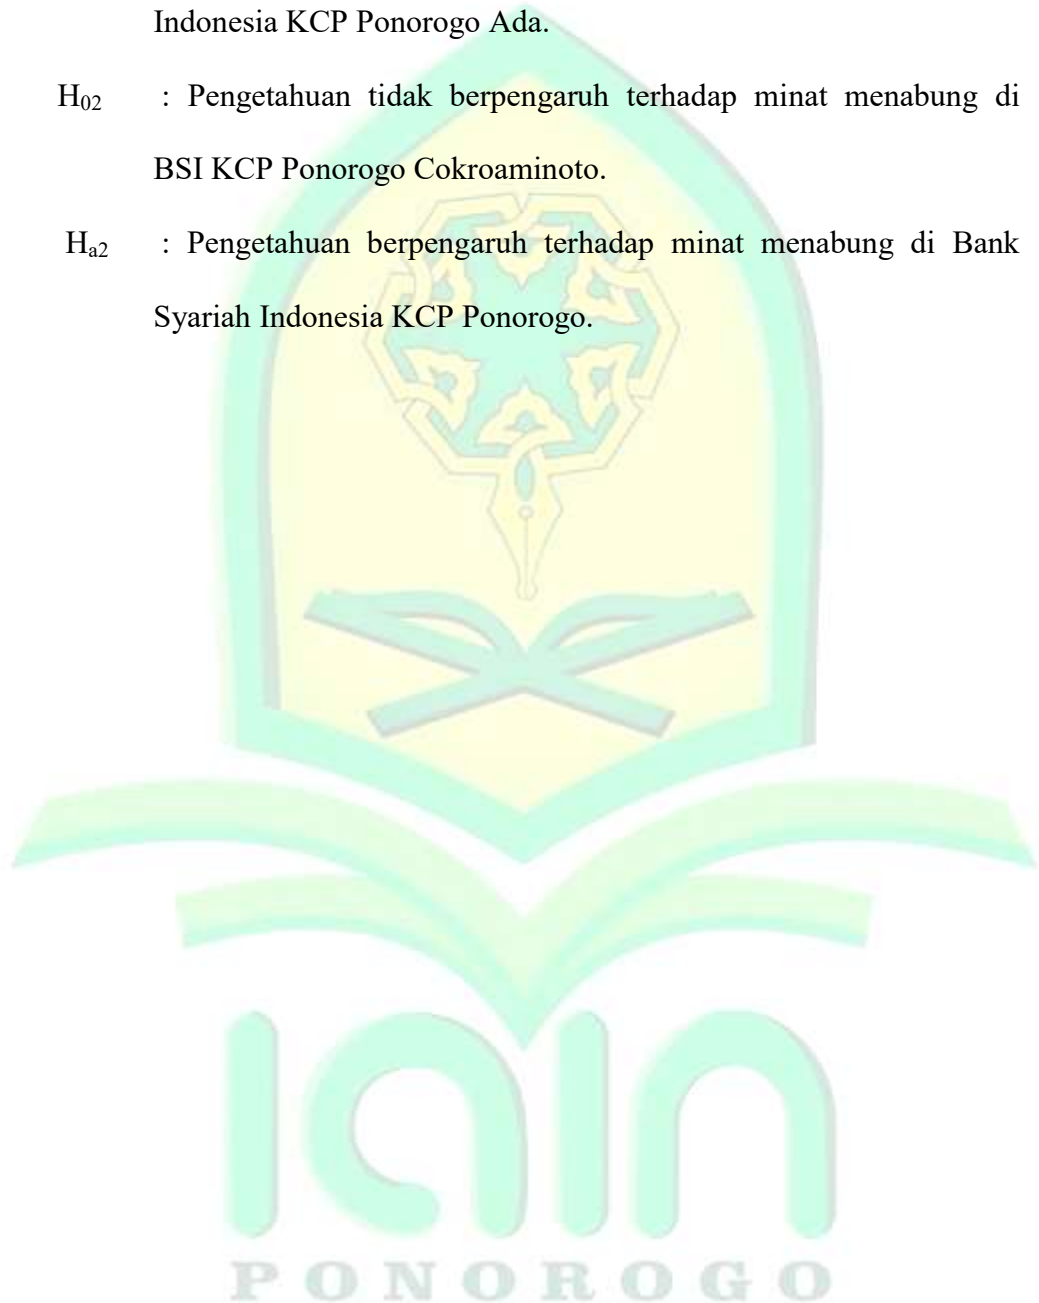 Indonesia KCP Ponorogo Ada.
H02 : Pengetahuan tidak berpengaruh terhadap minat menabung di
BSI KCP Ponorogo Cokroaminoto.
Ha2 : Pengetahuan berpengaruh terhadap minat menabung di Bank
Syariah Indonesia KCP Ponorogo.
IAIN
PONOROGO